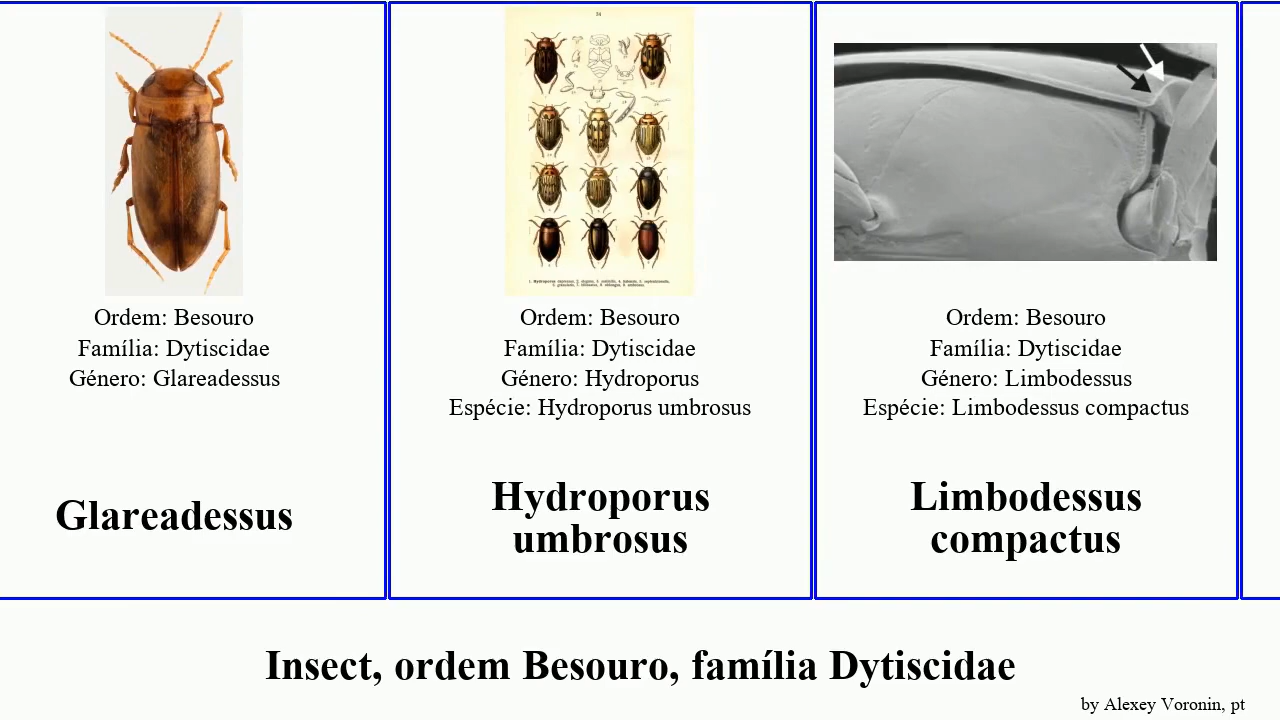 Ordem: Besouro
Família: Dytiscidae
Género: Glareadessus
Glareadessus
34
Ordem: Besouro
Família: Dytiscidae
Género: Hydroporus
Espécie: Hydroporus umbrosus
Hydroporus
umbrosus
Ordem: Besouro
Família: Dytiscidae
Género: Limbodessus
Espécie: Limbodessus compactus
Limbodessus
compactus
Insect, ordem Besouro, família Dytiscidae
by Alexey Voronin, pt